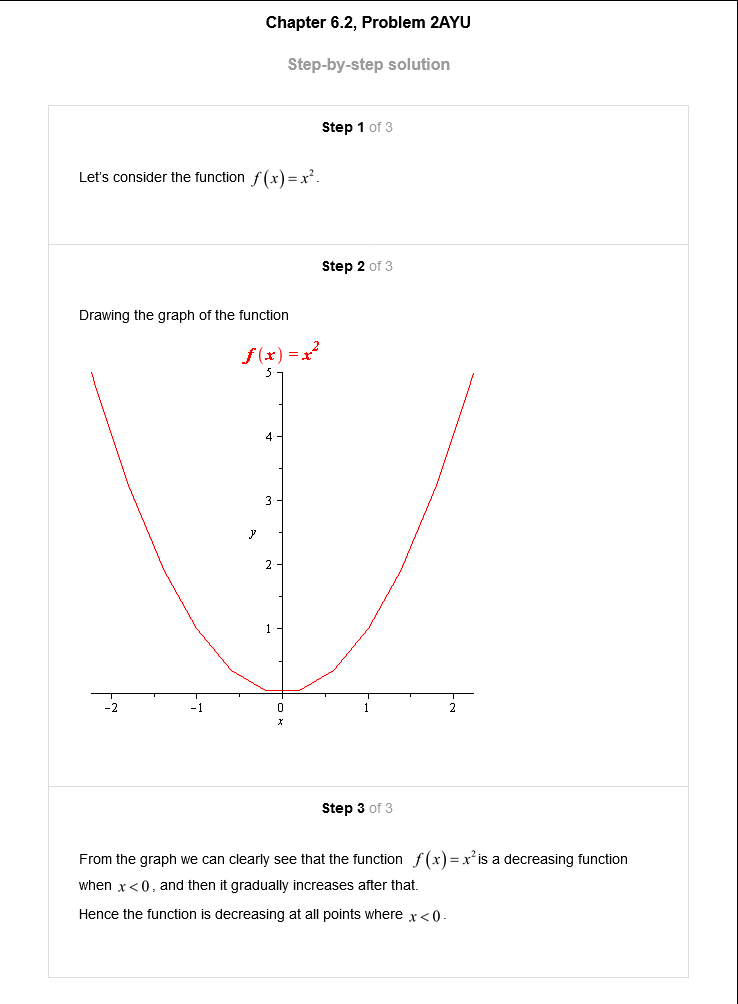 Chapter 6.2, Problem 2AYU
Step-by-step solution
Step 1 of 3
Let's consider the function f(x) = x².
Step 2 of 3
Drawing the graph of the function
f(x) = x²
5
4
3
y
2
1
-2 -1 0 1 2
x
Step 3 of 3
From the graph we can clearly see that the function f(x) = x² is a decreasing function
when x < 0, and then it gradually increases after that.
Hence the function is decreasing at all points where x < 0.